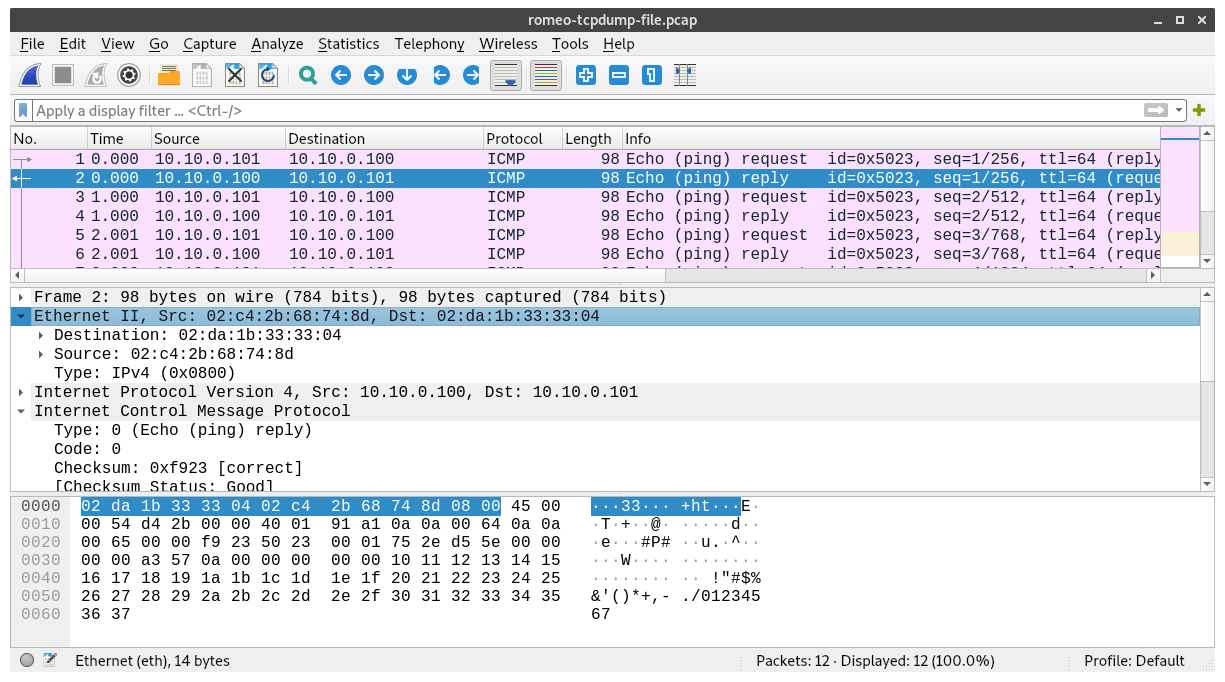 romeo-tcpdump-file.pcap
File Edit View Go Capture Analyze Statistics Telephony Wireless Tools Help
Apply a display filter ... <Ctrl-/>
No. Time Source Destination Protocol Length Info
1 0.000 10.10.0.101 10.10.0.100 ICMP 98 Echo (ping) request id=0x5023, seq=1/256, ttl=64 (reply
2 0.000 10.10.0.100 10.10.0.101 ICMP 98 Echo (ping) reply id=0x5023, seq=1/256, ttl=64 (reque
3 1.000 10.10.0.101 10.10.0.100 ICMP 98 Echo (ping) request id=0x5023, seq=2/512, ttl=64 (reply
4 1.000 10.10.0.100 10.10.0.101 ICMP 98 Echo (ping) reply id=0x5023, seq=2/512, ttl=64 (reque
5 2.001 10.10.0.101 10.10.0.100 ICMP 98 Echo (ping) request id=0x5023, seq=3/768, ttl=64 (reply
6 2.001 10.10.0.100 10.10.0.101 ICMP 98 Echo (ping) reply id=0x5023, seq=3/768, ttl=64 (reque
Frame 2: 98 bytes on wire (784 bits), 98 bytes captured (784 bits)
Ethernet II, Src: 02:c4:2b:68:74:8d, Dst: 02:da:1b:33:33:04
Destination: 02:da:1b:33:33:04
Source: 02:c4:2b:68:74:8d
Type: IPv4 (0x0800)
Internet Protocol Version 4, Src: 10.10.0.100, Dst: 10.10.0.101
Internet Control Message Protocol
Type: 0 (Echo (ping) reply)
Code: 0
Checksum: 0xf923 [correct]
[Checksum Status: Good]
0000 02 da 1b 33 33 04 02 c4 2b 68 74 8d 08 00 45 00 ···33··· +ht···E·
0010 00 54 d4 2b 00 00 40 01 91 a1 0a 0a 00 64 0a 0a ·T·+··@· ·····d··
0020 00 65 00 00 f9 23 50 23 00 01 75 2e d5 5e 00 00 ·e···#P# ··u.·^··
0030 00 00 a3 57 0a 00 00 00 00 00 10 11 12 13 14 15 ···W···· ········
0040 16 17 18 19 1a 1b 1c 1d 1e 1f 20 21 22 23 24 25 ········ ·· !"#$%
0050 26 27 28 29 2a 2b 2c 2d 2e 2f 30 31 32 33 34 35 &'()*+,- ./012345
0060 36 37 67
Ethernet (eth), 14 bytes Packets: 12 · Displayed: 12 (100.0%) Profile: Default